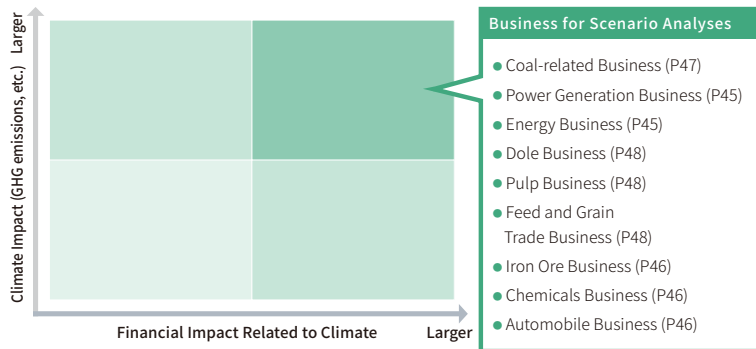 Larger
Climate Impact (GHG emissions, etc.)
Financial Impact Related to Climate
Larger
Business for Scenario Analyses
● Coal-related Business (P47)
● Power Generation Business (P45)
● Energy Business (P45)
● Dole Business (P48)
● Pulp Business (P48)
● Feed and Grain
Trade Business (P48)
● Iron Ore Business (P46)
● Chemicals Business (P46)
● Automobile Business (P46)